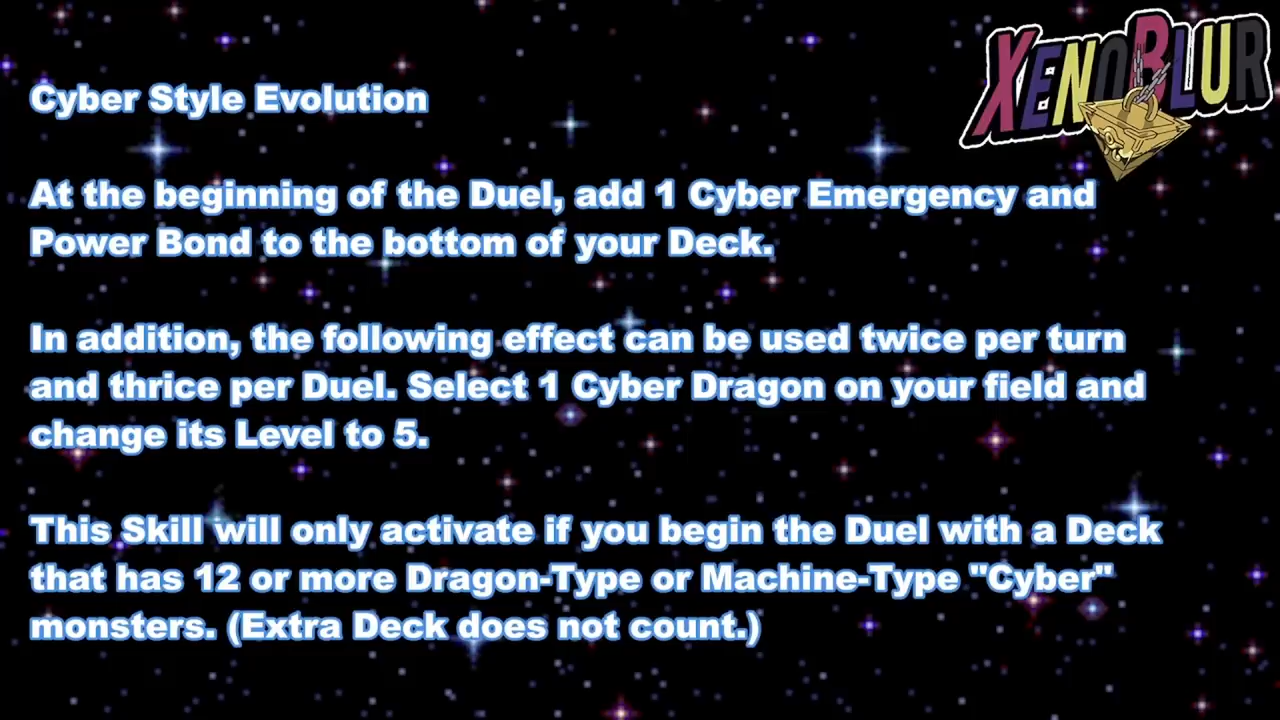 XENOBLUR
Cyber Style Evolution
At the beginning of the Duel, add 1 Cyber Emergency and
Power Bond to the bottom of your Deck.
In addition, the following effect can be used twice per turn
and thrice per Duel. Select 1 Cyber Dragon on your field and
change its Level to 5.
This Skill will only activate if you begin the Duel with a Deck
that has 12 or more Dragon-Type or Machine-Type "Cyber"
monsters. (Extra Deck does not count.)